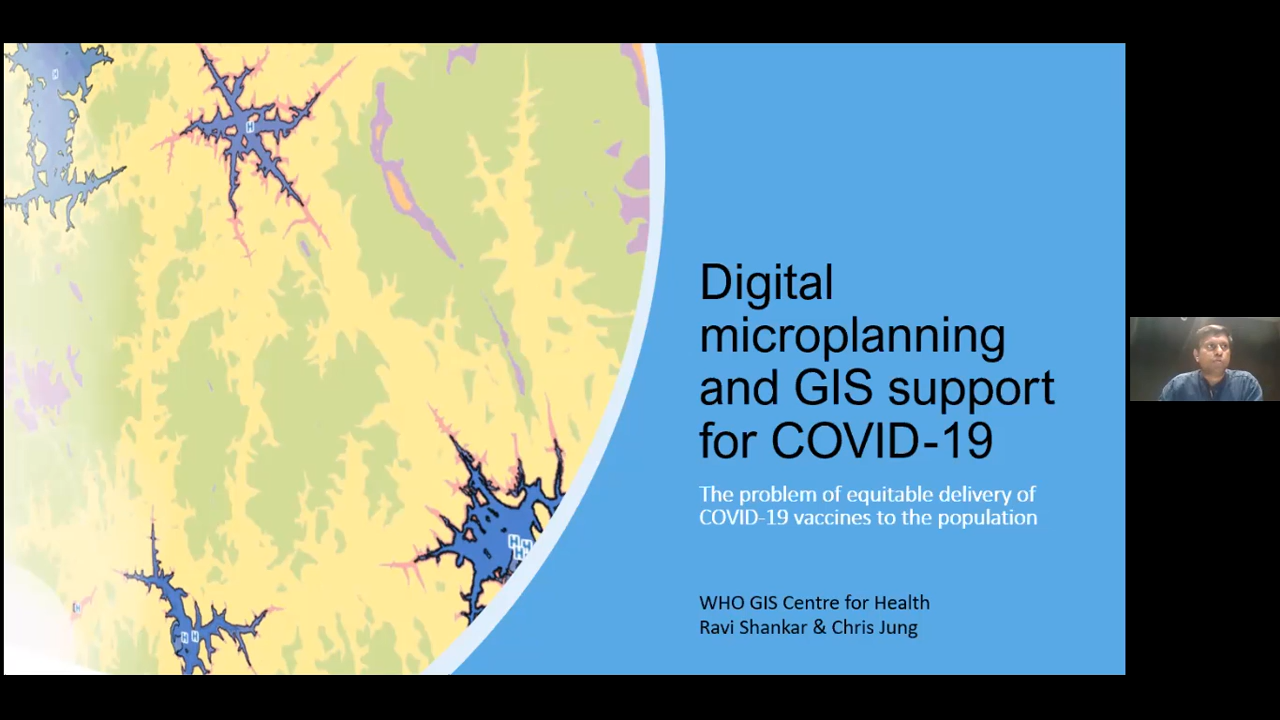 H
H
Digital
microplanning
and GIS support
for COVID-19
The problem of equitable delivery of
COVID-19 vaccines to the population
H H
H
H
H H
WHO GIS Centre for Health
Ravi Shankar & Chris Jung